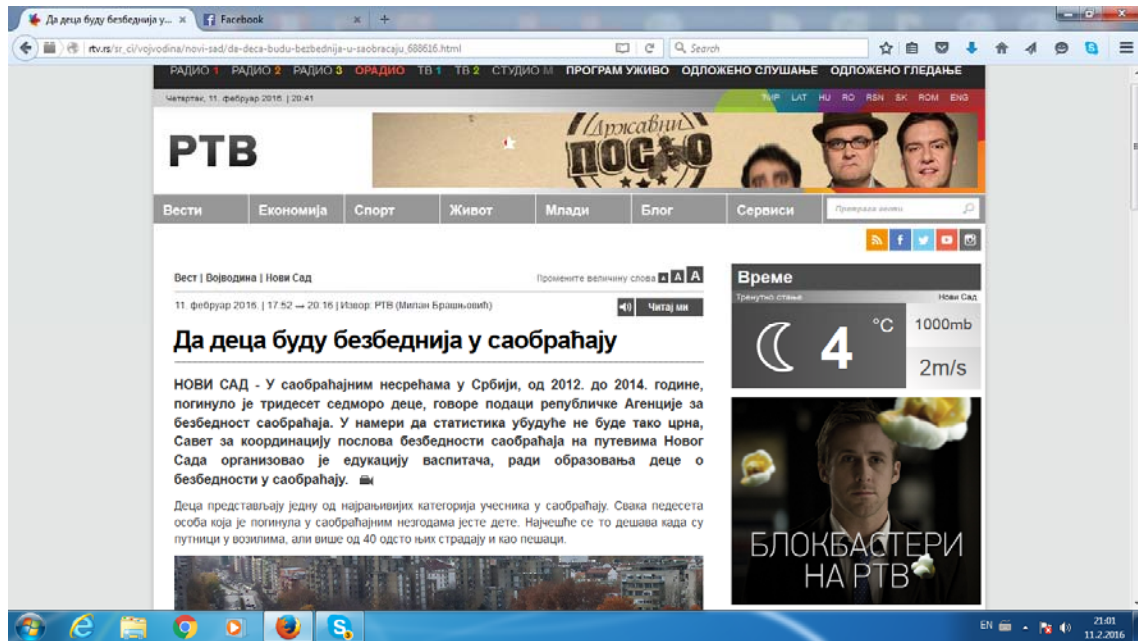 Да деца буду безбеднија у...
Facebook
rtv.rs/sr_ci/vojvodina/novi-sad/da-deca-budu-bezbednija-u-saobracaju_688616.html
Search
РАДИО 1 РАДИО 2 РАДИО 3 ОРАДИО ТВ 1 ТВ 2 СТУДИО М ПРОГРАМ УЖИВО ОДЛОЖЕНО СЛУШАЊЕ ОДЛОЖЕНО ГЛЕДАЊЕ
Четвртак, 11. фебруар 2016. | 20:41
ЋИР LAT HU RO RSN SK ROM ENG
РТВ
Државни
ПОСАО
Вести Економија Спорт Живот Млади Блог Сервиси Претрага вести
Вест | Војводина | Нови Сад
Промените величину слова A A A
11. фебруар 2016. | 17:52 → 20:16 | Извор: РТВ (Милан Брашњовић)
Читај ми
Да деца буду безбеднија у саобраћају
НОВИ САД - У саобраћајним несрећама у Србији, од 2012. до 2014. године,
погинуло је тридесет седморо деце, говоре подаци републичке Агенције за
безбедност саобраћаја. У намери да статистика убудуће не буде тако црна,
Савет за координацију послова безбедности саобраћаја на путевима Новог
Сада организовао је едукацију васпитача, ради образовања деце о
безбедности у саобраћају.
Деца представљају једну од најрањивијих категорија учесника у саобраћају. Свака педесета
особа која је погинула у саобраћајним незгодама јесте дете. Најчешће се то дешава када су
путници у возилима, али више од 40 одсто њих страдају и као пешаци.
Време
Тренутно стање
Нови Сад
4 °C
1000mb
2m/s
БЛОКБАСТЕРИ
НА РТВ
EN
21:01
11.2.2016